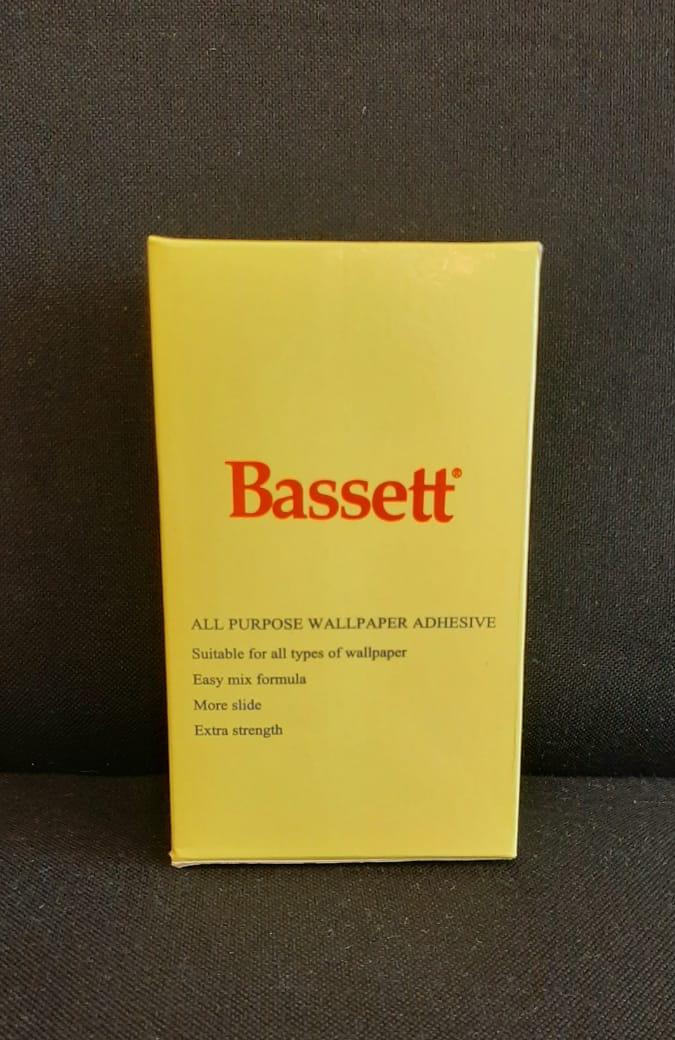 Bassett®
ALL PURPOSE WALLPAPER ADHESIVE
Suitable for all types of wallpaper
Easy mix formula
More slide
Extra strength